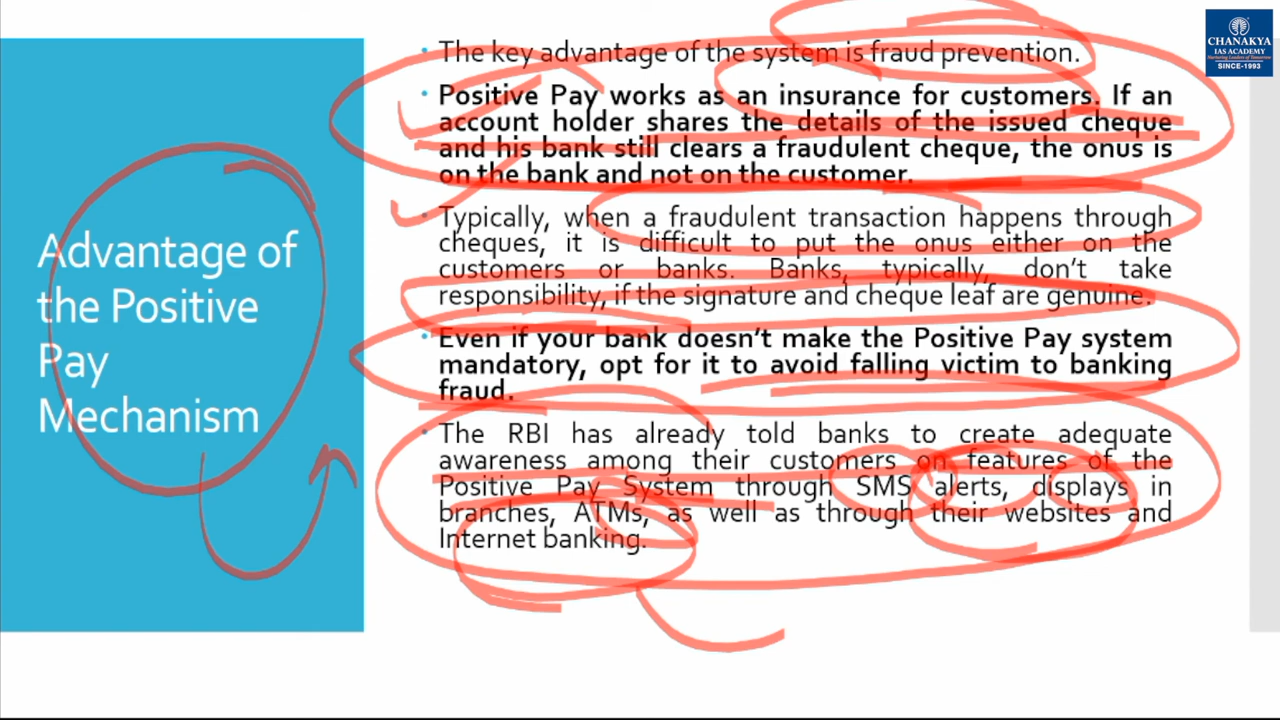 CHANAKYA
IAS ACADEMY
Nurturing Leaders of Tomorrow
SINCE-1993
Advantage of
the Positive
Pay
Mechanism
• The key advantage of the system is fraud prevention.
• Positive Pay works as an insurance for customers. If an
account holder shares the details of the issued cheque
and his bank still clears a fraudulent cheque, the onus is
on the bank and not on the customer.
• Typically, when a fraudulent transaction happens through
cheques, it is difficult to put the onus either on the
customers or banks. Banks, typically, don't take
responsibility, if the signature and cheque leaf are genuine.
• Even if your bank doesn't make the Positive Pay system
mandatory, opt for it to avoid falling victim to banking
fraud.
• The RBI has already told banks to create adequate
awareness among their customers on features of the
Positive Pay System through SMS alerts, displays in
branches, ATMs, as well as through their websites and
Internet banking.